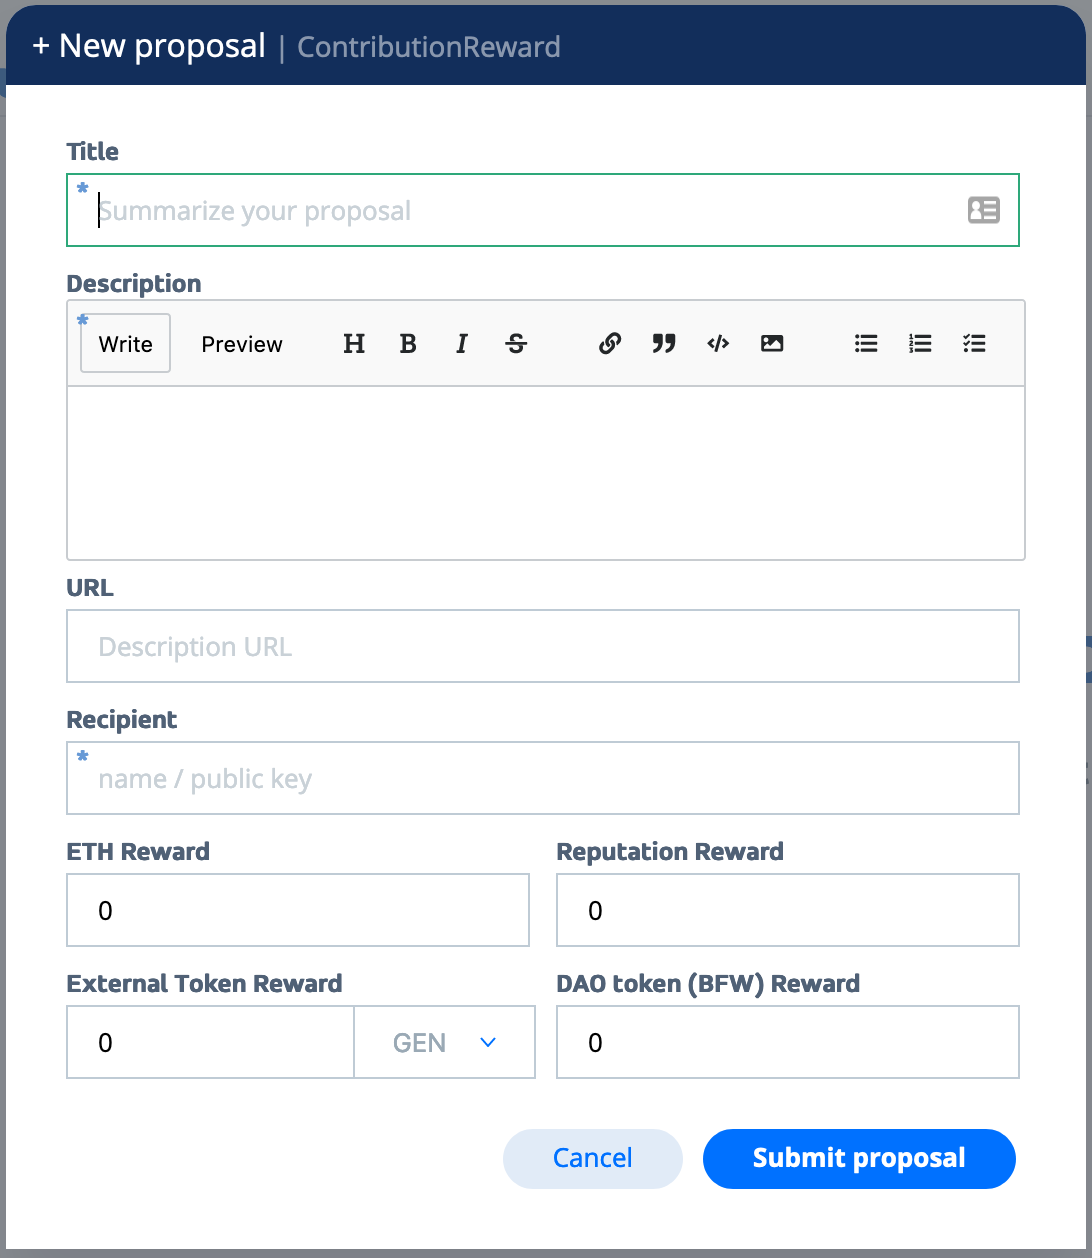 + New proposal | ContributionReward
Title
* Summarize your proposal
Description
* Write Preview H B I S
URL
Description URL
Recipient
* name / public key
ETH Reward Reputation Reward
0 0
External Token Reward DAO token (BFW) Reward
0 GEN 0
Cancel Submit proposal